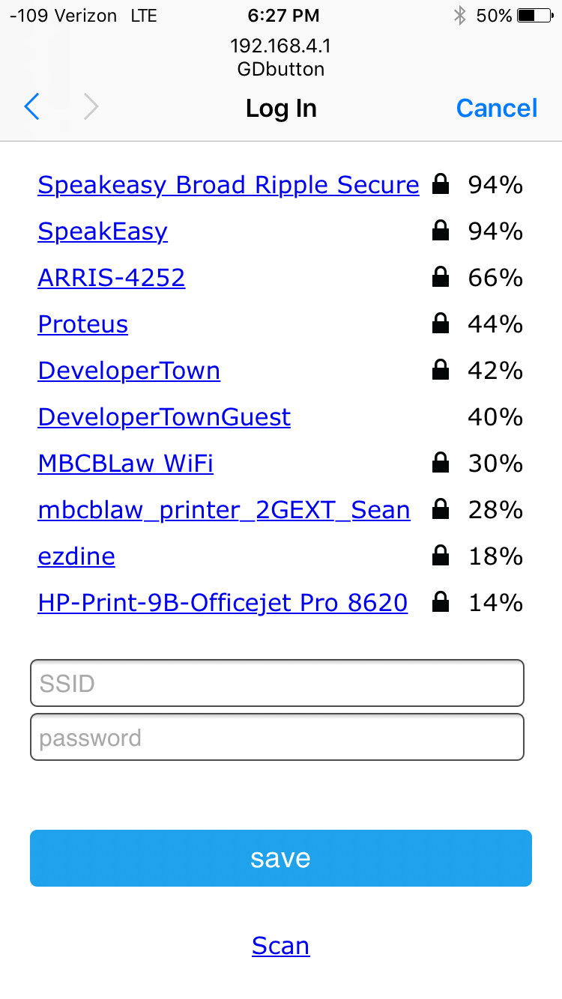 -109 Verizon LTE 6:27 PM 50%
192.168.4.1
GDbutton
Log In Cancel
Speakeasy Broad Ripple Secure 94%
SpeakEasy 94%
ARRIS-4252 66%
Proteus 44%
DeveloperTown 42%
DeveloperTownGuest 40%
MBCBLaw WiFi 30%
mbcblaw_printer_2GEXT_Sean 28%
ezdine 18%
HP-Print-9B-Officejet Pro 8620 14%
SSID
password
save
Scan